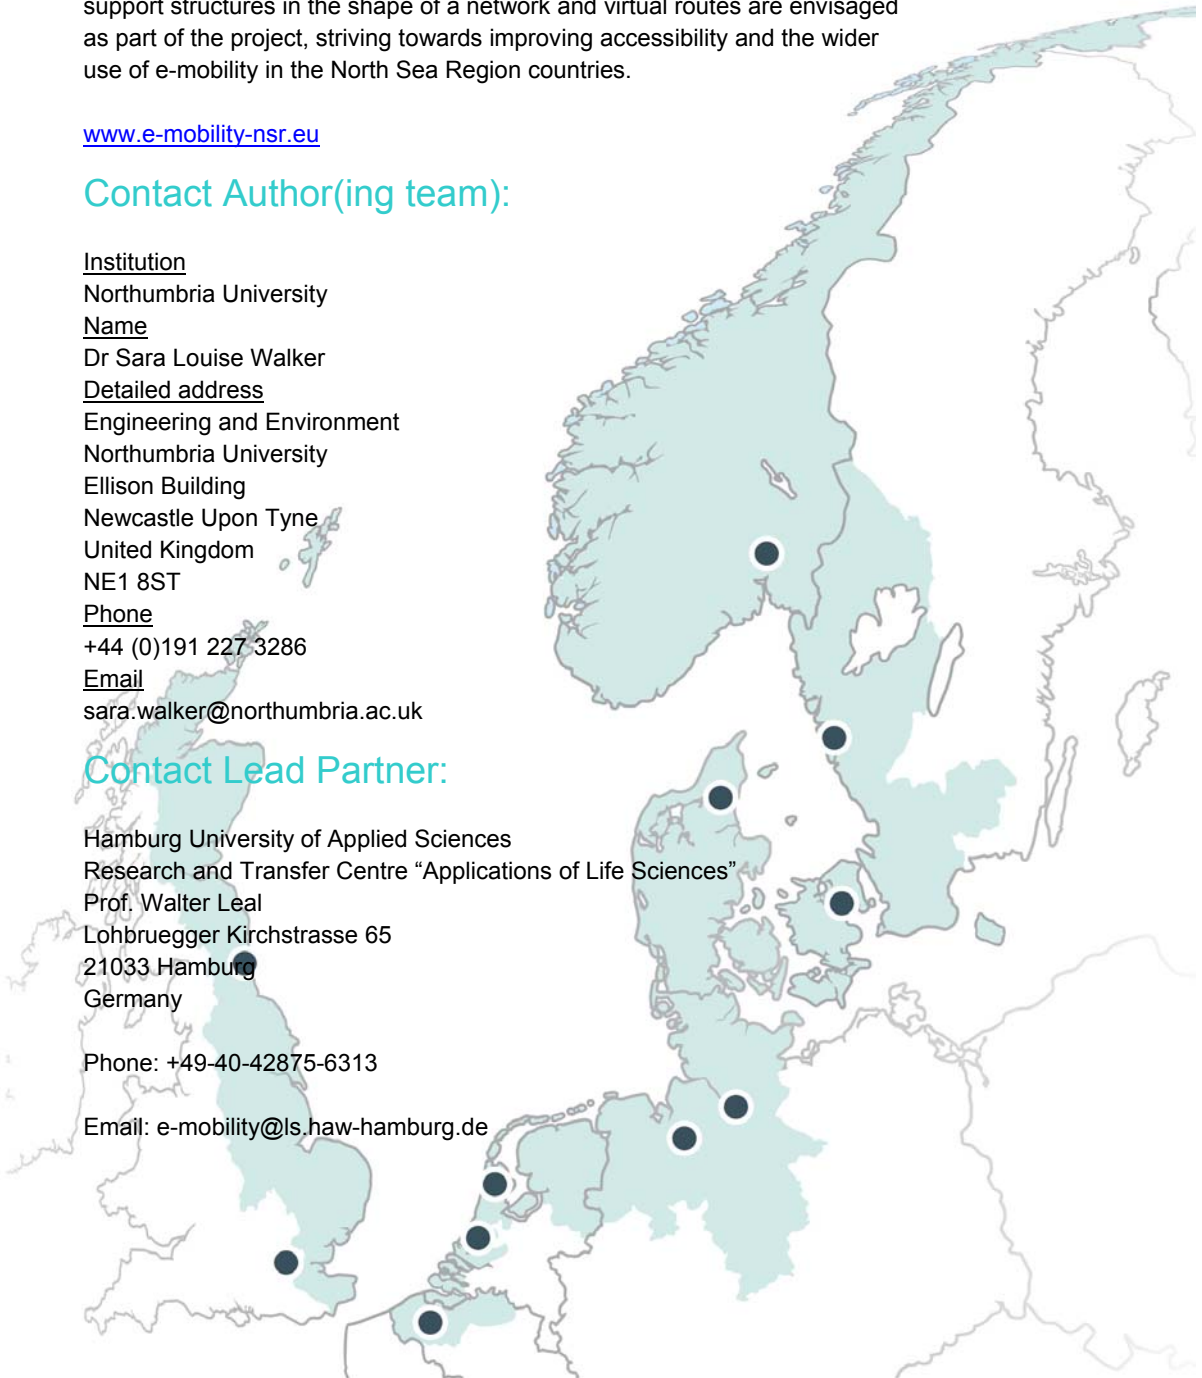 support structures in the shape of a network and virtual routes are envisaged
as part of the project, striving towards improving accessibility and the wider
use of e-mobility in the North Sea Region countries.
www.e-mobility-nsr.eu
Contact Author(ing team):
Institution
Northumbria University
Name
Dr Sara Louise Walker
Detailed address
Engineering and Environment
Northumbria University
Ellison Building
Newcastle Upon Tyne
United Kingdom
NE1 8ST
Phone
+44 (0)191 227 3286
Email
sara.walker@northumbria.ac.uk
Contact Lead Partner:
Hamburg University of Applied Sciences
Research and Transfer Centre “Applications of Life Sciences”
Prof. Walter Leal
Lohbruegger Kirchstrasse 65
21033 Hamburg
Germany
Phone: +49-40-42875-6313
Email: e-mobility@ls.haw-hamburg.de